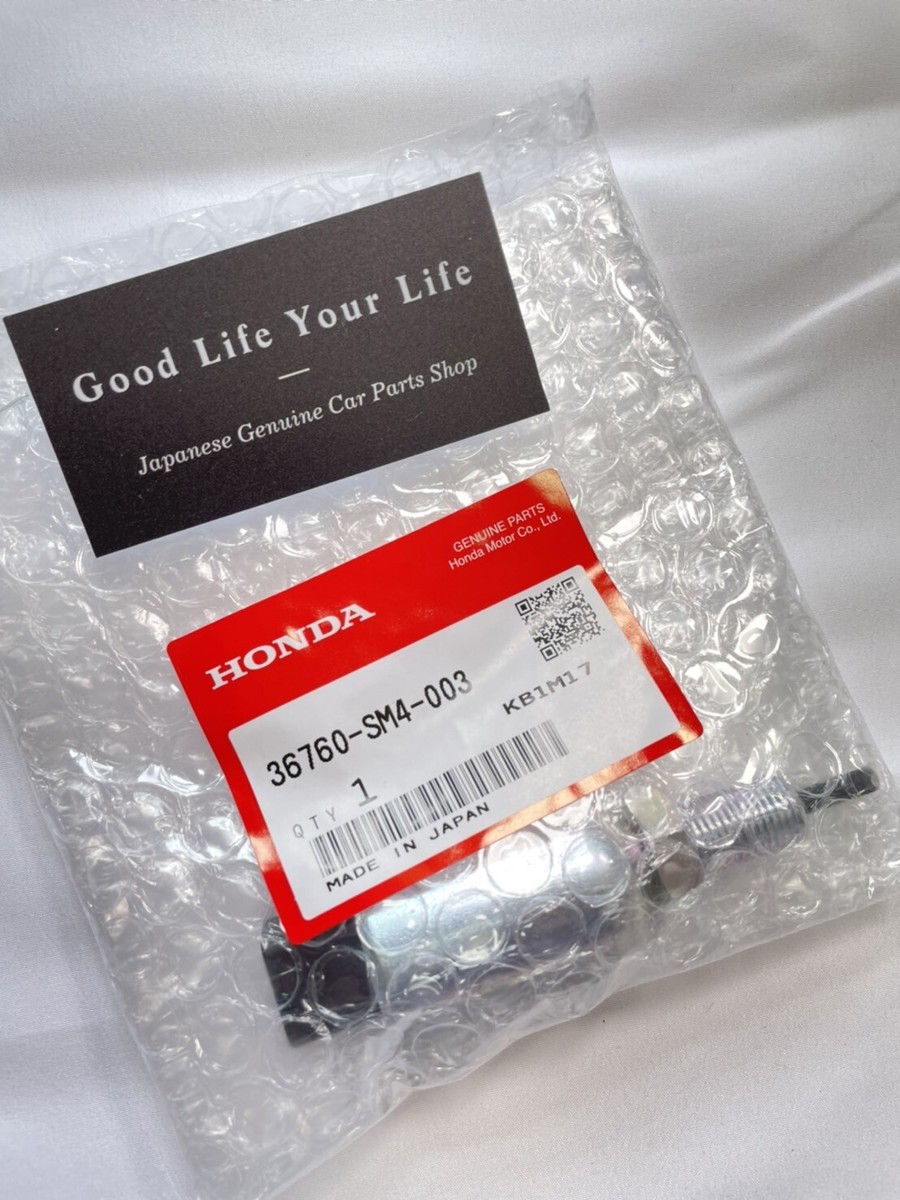 Good Life Your Life
Japanese Genuine Car Parts Shop
GENUINE PARTS
Honda Motor Co., Ltd.
HONDA
36760-SM4-003
KB1M17
QTY 1
MADE IN JAPAN